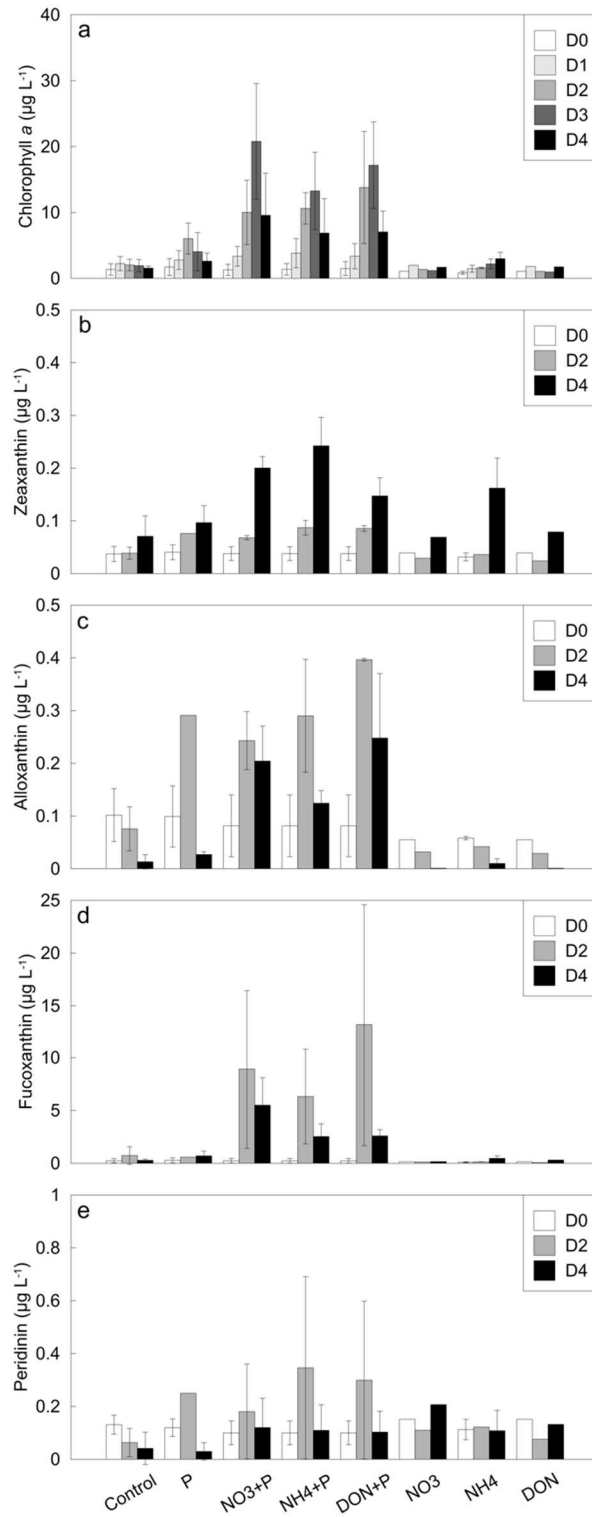 a
Chlorophyll a (µg L-1)
40
30
20
10
0
D0
D1
D2
D3
D4
b
Zeaxanthin (µg L-1)
0.5
0.4
0.3
0.2
0.1
0
D0
D2
D4
c
Alloxanthin (µg L-1)
0.5
0.4
0.3
0.2
0.1
0
D0
D2
D4
d
Fucoxanthin (µg L-1)
25
20
15
10
5
0
D0
D2
D4
e
Peridinin (µg L-1)
1
0.8
0.6
0.4
0.2
0
D0
D2
D4
Control
P
NO3+P
NH4+P
DON+P
NO3
NH4
DON